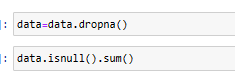 ]: data=data.dropna()
]: data.isnull().sum()